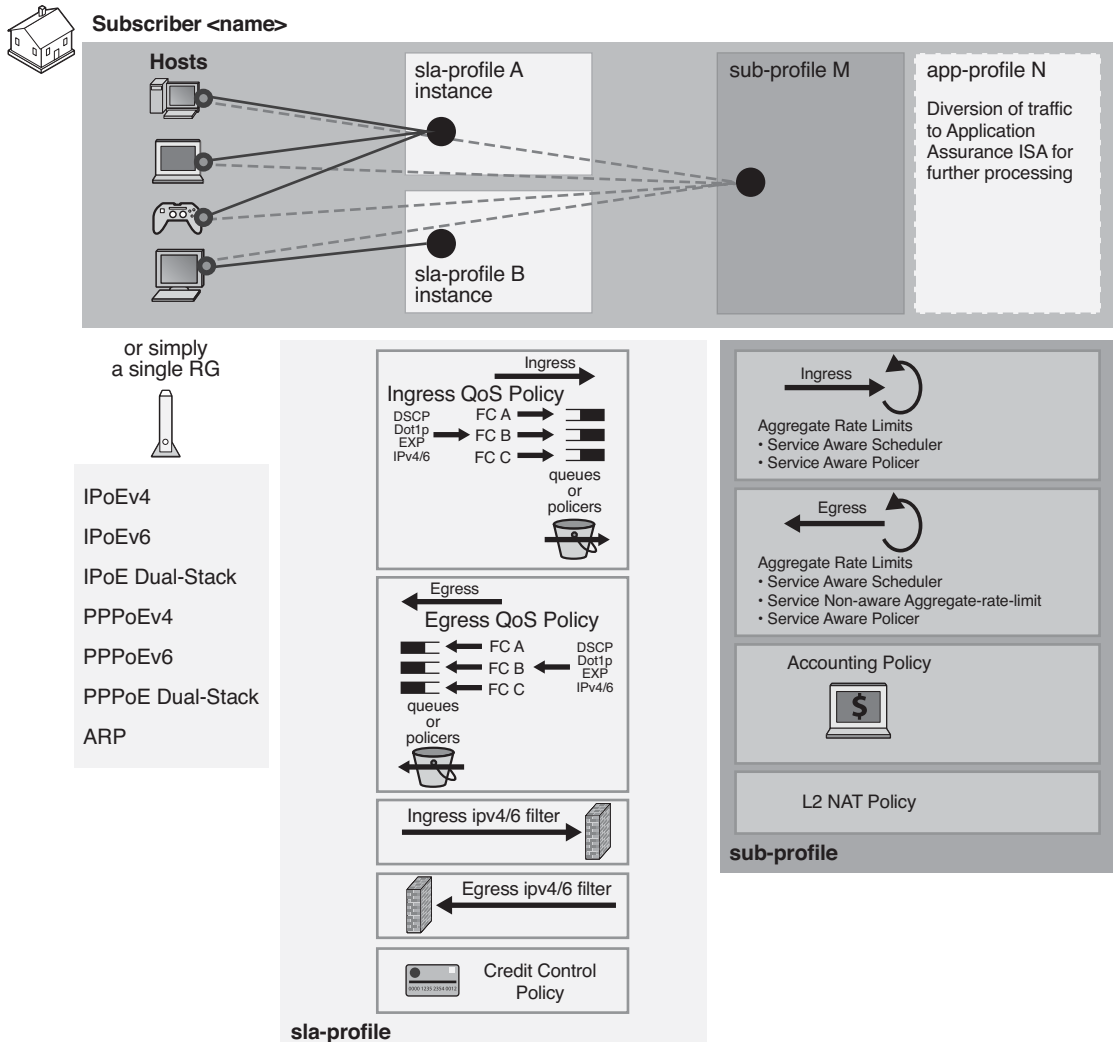 Subscriber <name>
Hosts
sla-profile A
instance
sla-profile B
instance
sub-profile M
app-profile N
Diversion of traffic
to Application
Assurance ISA for
further processing
or simply
a single RG
IPoEv4
IPoEv6
IPoE Dual-Stack
PPPoEv4
PPPoEv6
PPPoE Dual-Stack
ARP
Ingress
Ingress QoS Policy
DSCP
Dot1p
EXP
IPv4/6
FC A
FC B
FC C
queues
or
policers
Egress
Egress QoS Policy
FC A
FC B
FC C
DSCP
Dot1p
EXP
IPv4/6
queues
or
policers
Ingress ipv4/6 filter
Egress ipv4/6 filter
0000 1235 2354 0012
Credit Control
Policy
sla-profile
Ingress
Aggregate Rate Limits
• Service Aware Scheduler
• Service Aware Policer
Egress
Aggregate Rate Limits
• Service Aware Scheduler
• Service Non-aware Aggregate-rate-limit
• Service Aware Policer
Accounting Policy
$
L2 NAT Policy
sub-profile